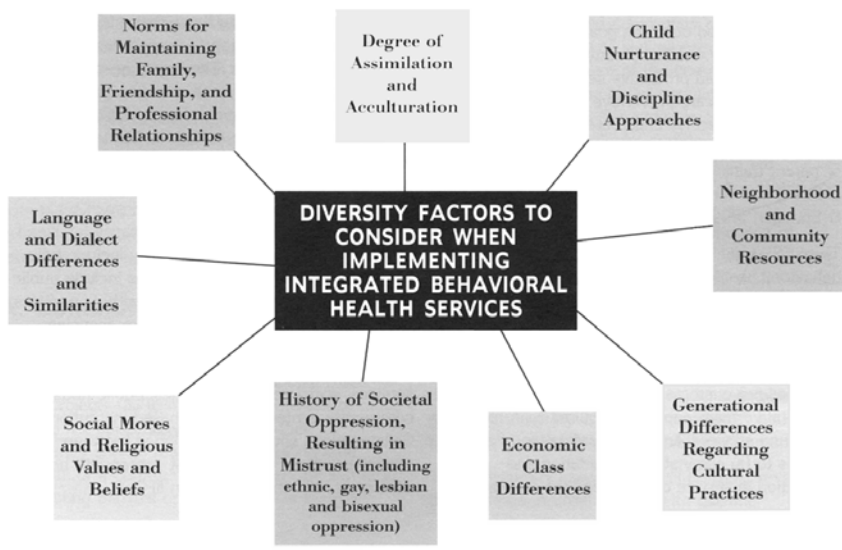 Norms for
Maintaining
Family,
Friendship, and
Professional
Relationships
Degree of
Assimilation
and
Acculturation
Child
Nurturance
and
Discipline
Approaches
Language
and Dialect
Differences
and
Similarities
DIVERSITY FACTORS TO
CONSIDER WHEN
IMPLEMENTING
INTEGRATED BEHAVIORAL
HEALTH SERVICES
Neighborhood
and
Community
Resources
Social Mores
and Religious
Values and
Beliefs
History of Societal
Oppression,
Resulting in
Mistrust (including
ethnic, gay, lesbian
and bisexual
oppression)
Economic
Class
Differences
Generational
Differences
Regarding
Cultural
Practices